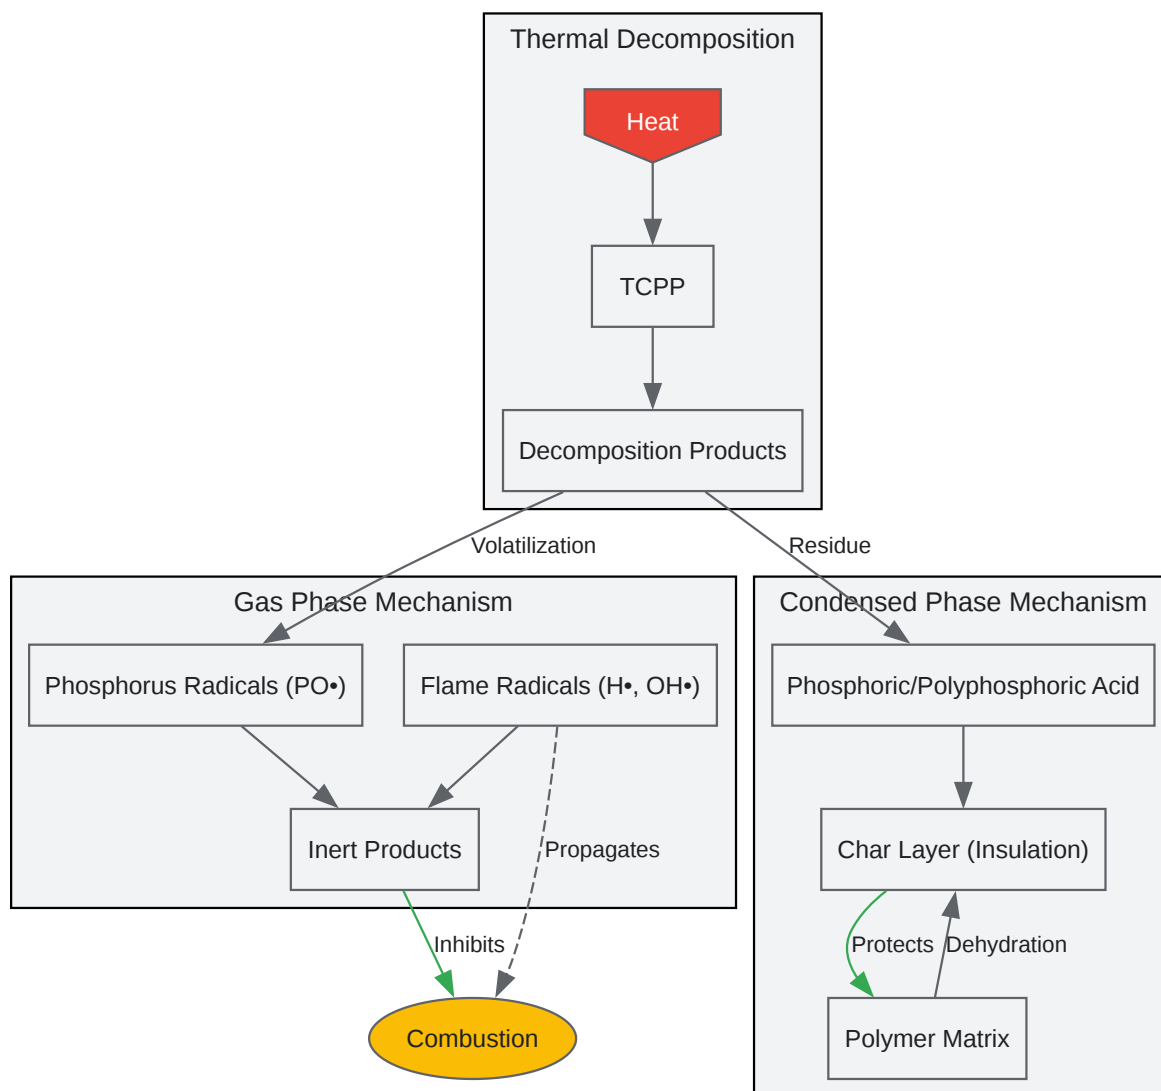 Thermal Decomposition
Heat
TCPP
Decomposition Products
Volatilization
Residue
Gas Phase Mechanism
Condensed Phase Mechanism
Phosphorus Radicals (PO•)
Flame Radicals (H•, OH•)
Phosphoric/Polyphosphoric Acid
Inert Products
Propagates
Char Layer (Insulation)
Inhibits
Protects
Dehydration
Combustion
Polymer Matrix